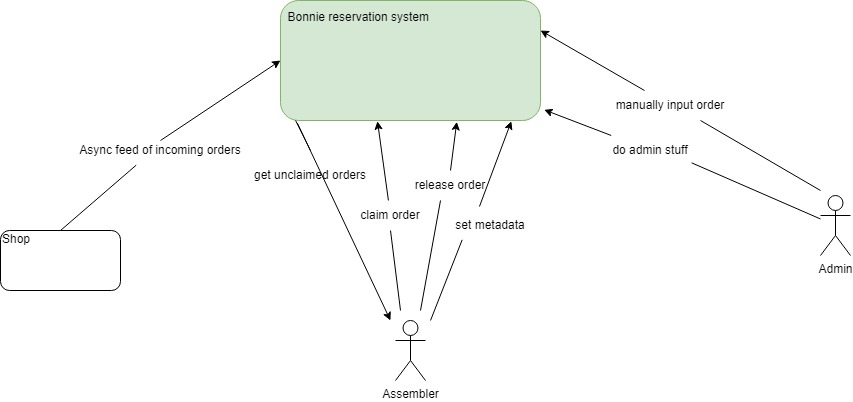 Bonnie reservation system
manually input order
Async feed of incoming orders
do admin stuff
get unclaimed orders
release order
claim order
set metadata
Shop
Admin
Assembler